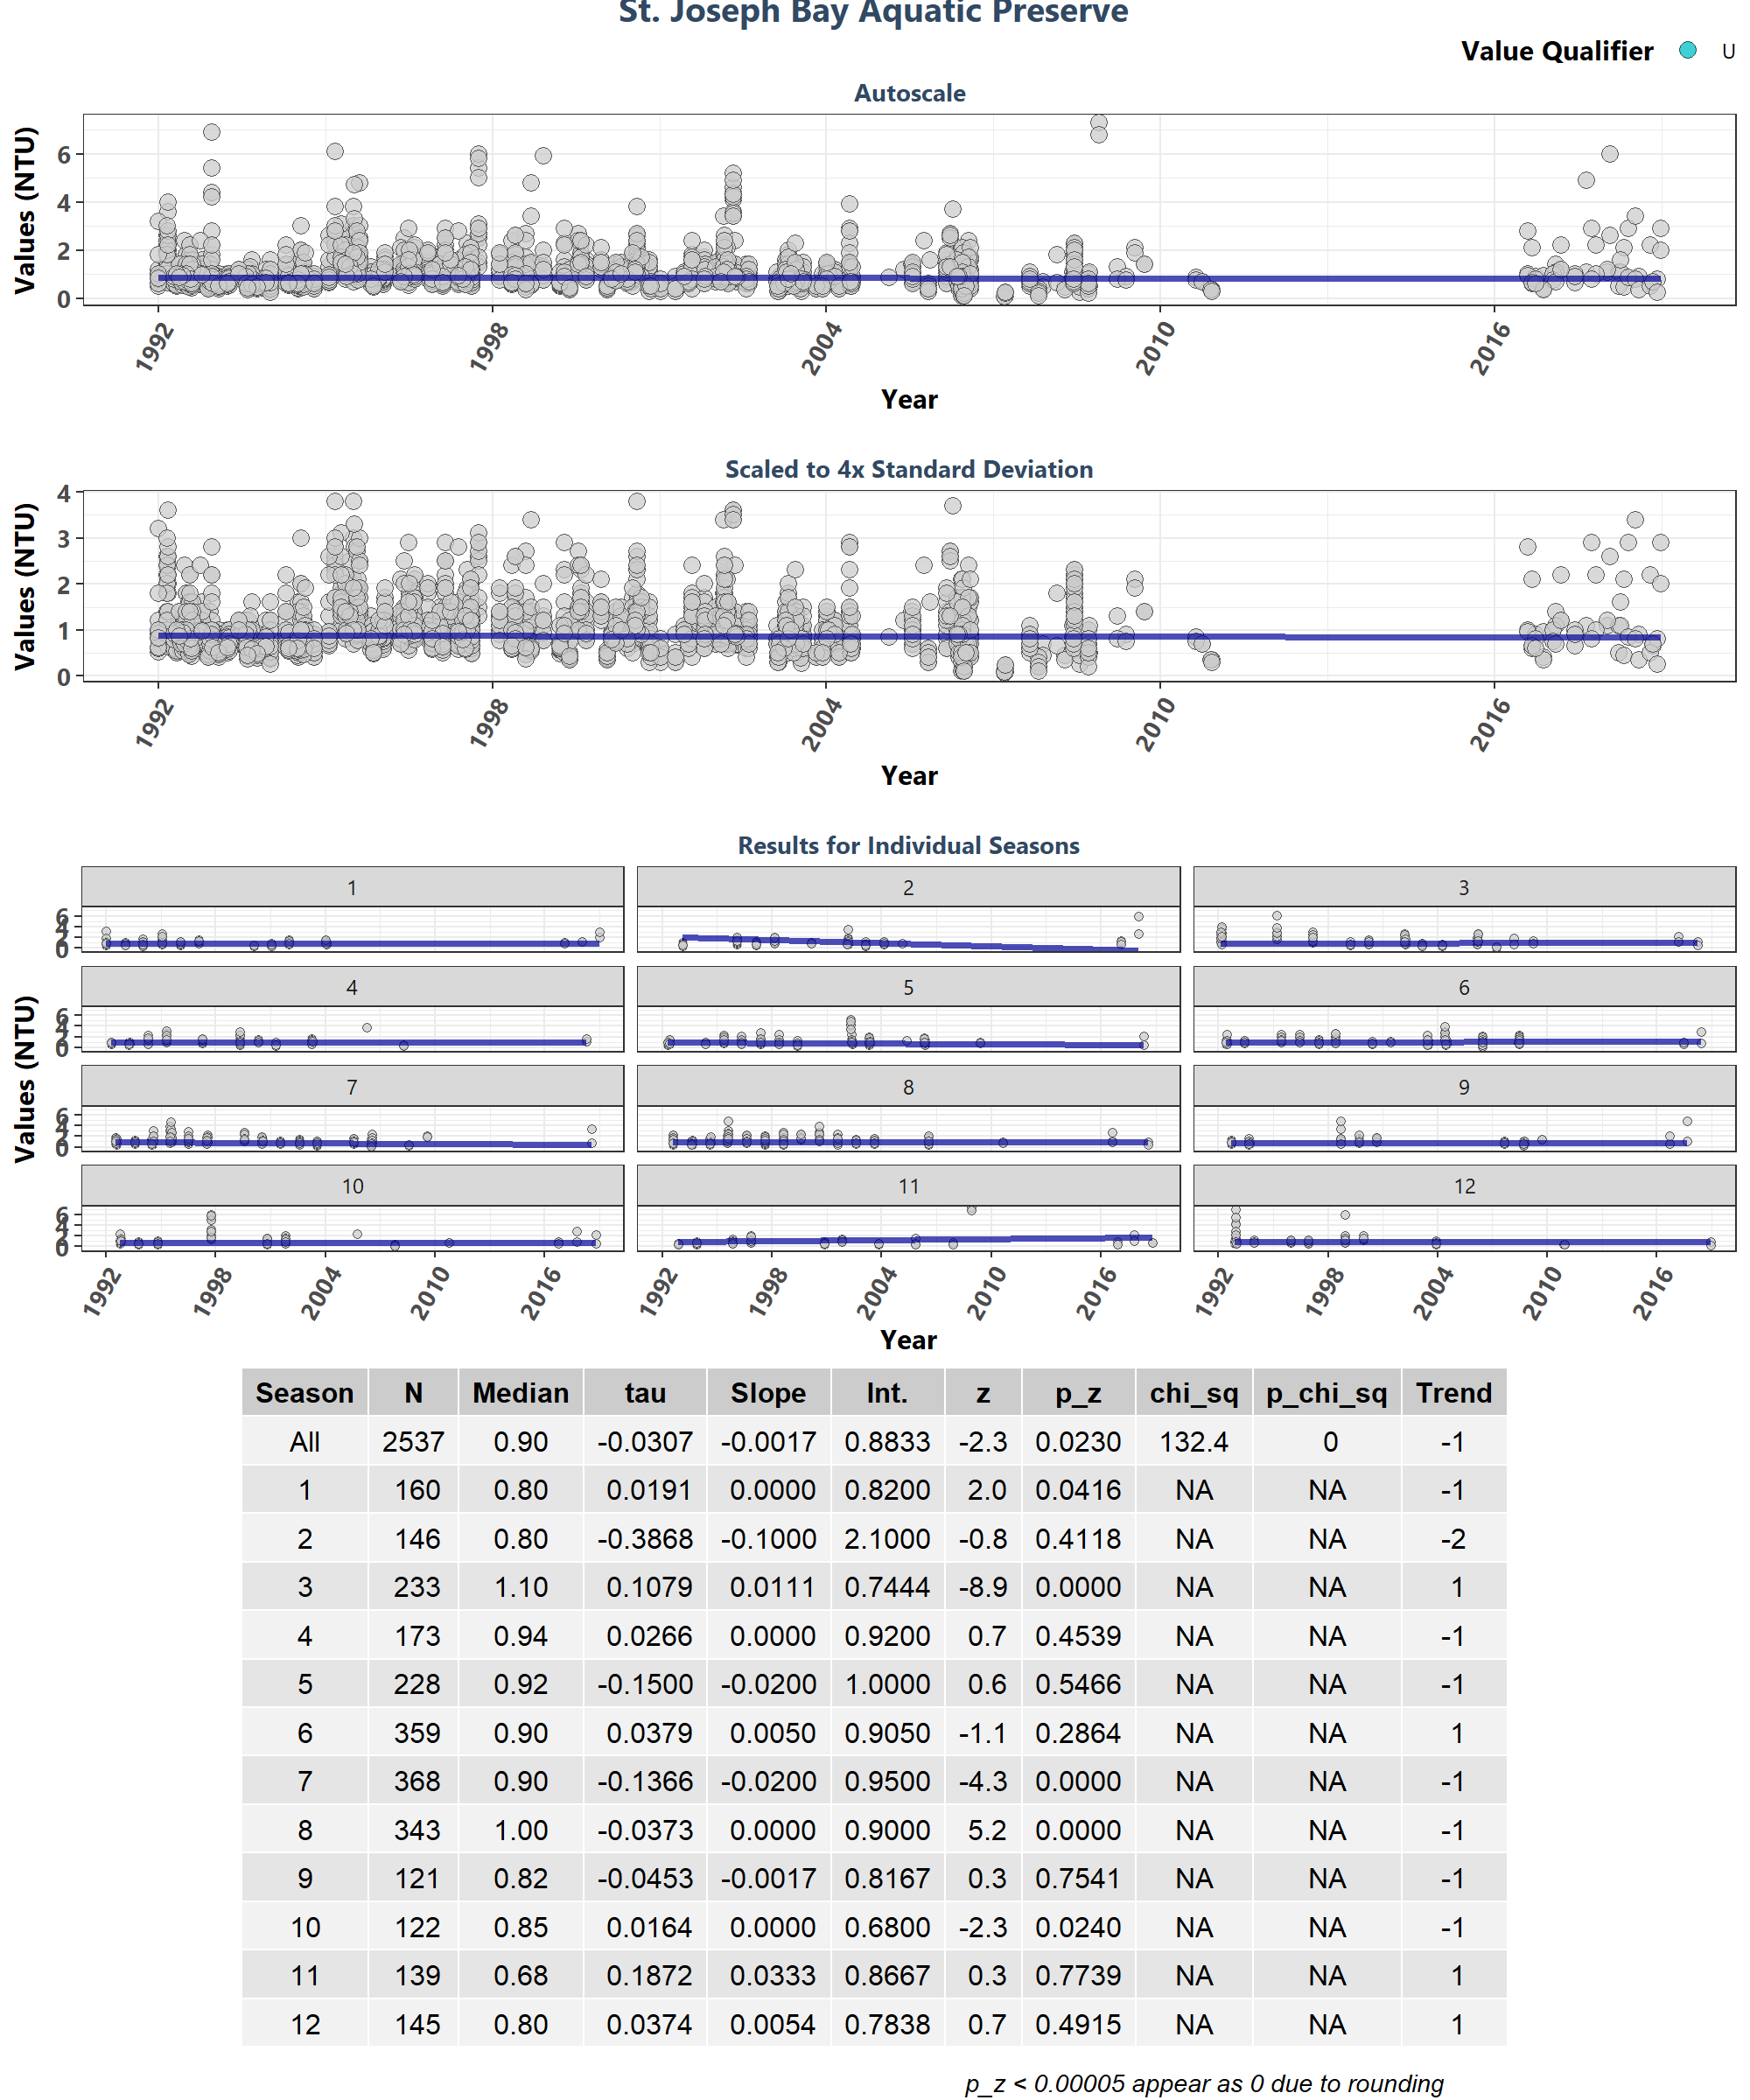 St. Joseph Bay Aquatic Preserve
Value Qualifier U
Autoscale
Values (NTU)
6
4
2
0
1992 1998 2004 2010 2016
Year
Scaled to 4x Standard Deviation
Values (NTU)
4
3
2
1
0
1992 1998 2004 2010 2016
Year
Results for Individual Seasons
Values (NTU)
1 2 3
6
4
2
0
4 5 6
6
4
2
0
7 8 9
6
4
2
0
10 11 12
6
4
2
0
1992 1998 2004 2010 2016 1992 1998 2004 2010 2016 1992 1998 2004 2010 2016
Year
Season N Median tau Slope Int. z p_z chi_sq p_chi_sq Trend
All 2537 0.90 -0.0307 -0.0017 0.8833 -2.3 0.0230 132.4 0 -1
1 160 0.80 0.0191 0.0000 0.8200 2.0 0.0416 NA NA -1
2 146 0.80 -0.3868 -0.1000 2.1000 -0.8 0.4118 NA NA -2
3 233 1.10 0.1079 0.0111 0.7444 -8.9 0.0000 NA NA 1
4 173 0.94 0.0266 0.0000 0.9200 0.7 0.4539 NA NA -1
5 228 0.92 -0.1500 -0.0200 1.0000 0.6 0.5466 NA NA -1
6 359 0.90 0.0379 0.0050 0.9050 -1.1 0.2864 NA NA 1
7 368 0.90 -0.1366 -0.0200 0.9500 -4.3 0.0000 NA NA -1
8 343 1.00 -0.0373 0.0000 0.9000 5.2 0.0000 NA NA -1
9 121 0.82 -0.0453 -0.0017 0.8167 0.3 0.7541 NA NA -1
10 122 0.85 0.0164 0.0000 0.6800 -2.3 0.0240 NA NA -1
11 139 0.68 0.1872 0.0333 0.8667 0.3 0.7739 NA NA 1
12 145 0.80 0.0374 0.0054 0.7838 0.7 0.4915 NA NA 1
p_z < 0.00005 appear as 0 due to rounding